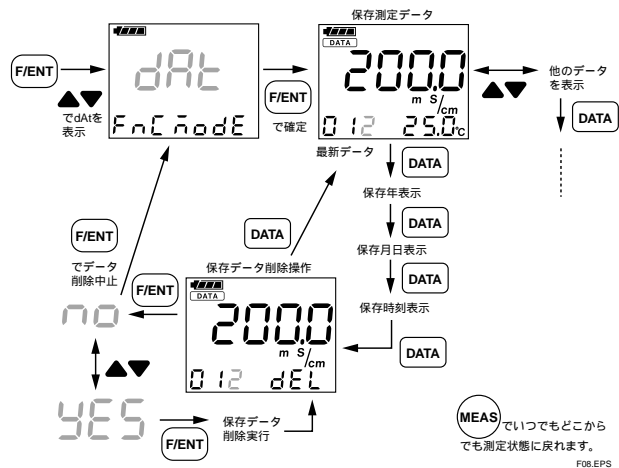 保存測定データ
DATA
F/ENT
dAt
200.0
m S/cm
F/ENT
他のデータ
を表示
でdAtを
表示
FnC modE
で確定
012 25.0℃
DATA
最新データ
DATA
保存年表示
F/ENT
DATA
DATA
保存月日表示
でデータ
削除中止
保存データ削除操作
F/ENT
DATA
DATA
保存時刻表示
no
200.0
m S/cm
DATA
012 dEL
YES
F/ENT
保存データ
削除実行
MEAS
でいつでもどこから
でも測定状態に戻れます。
F08.EPS